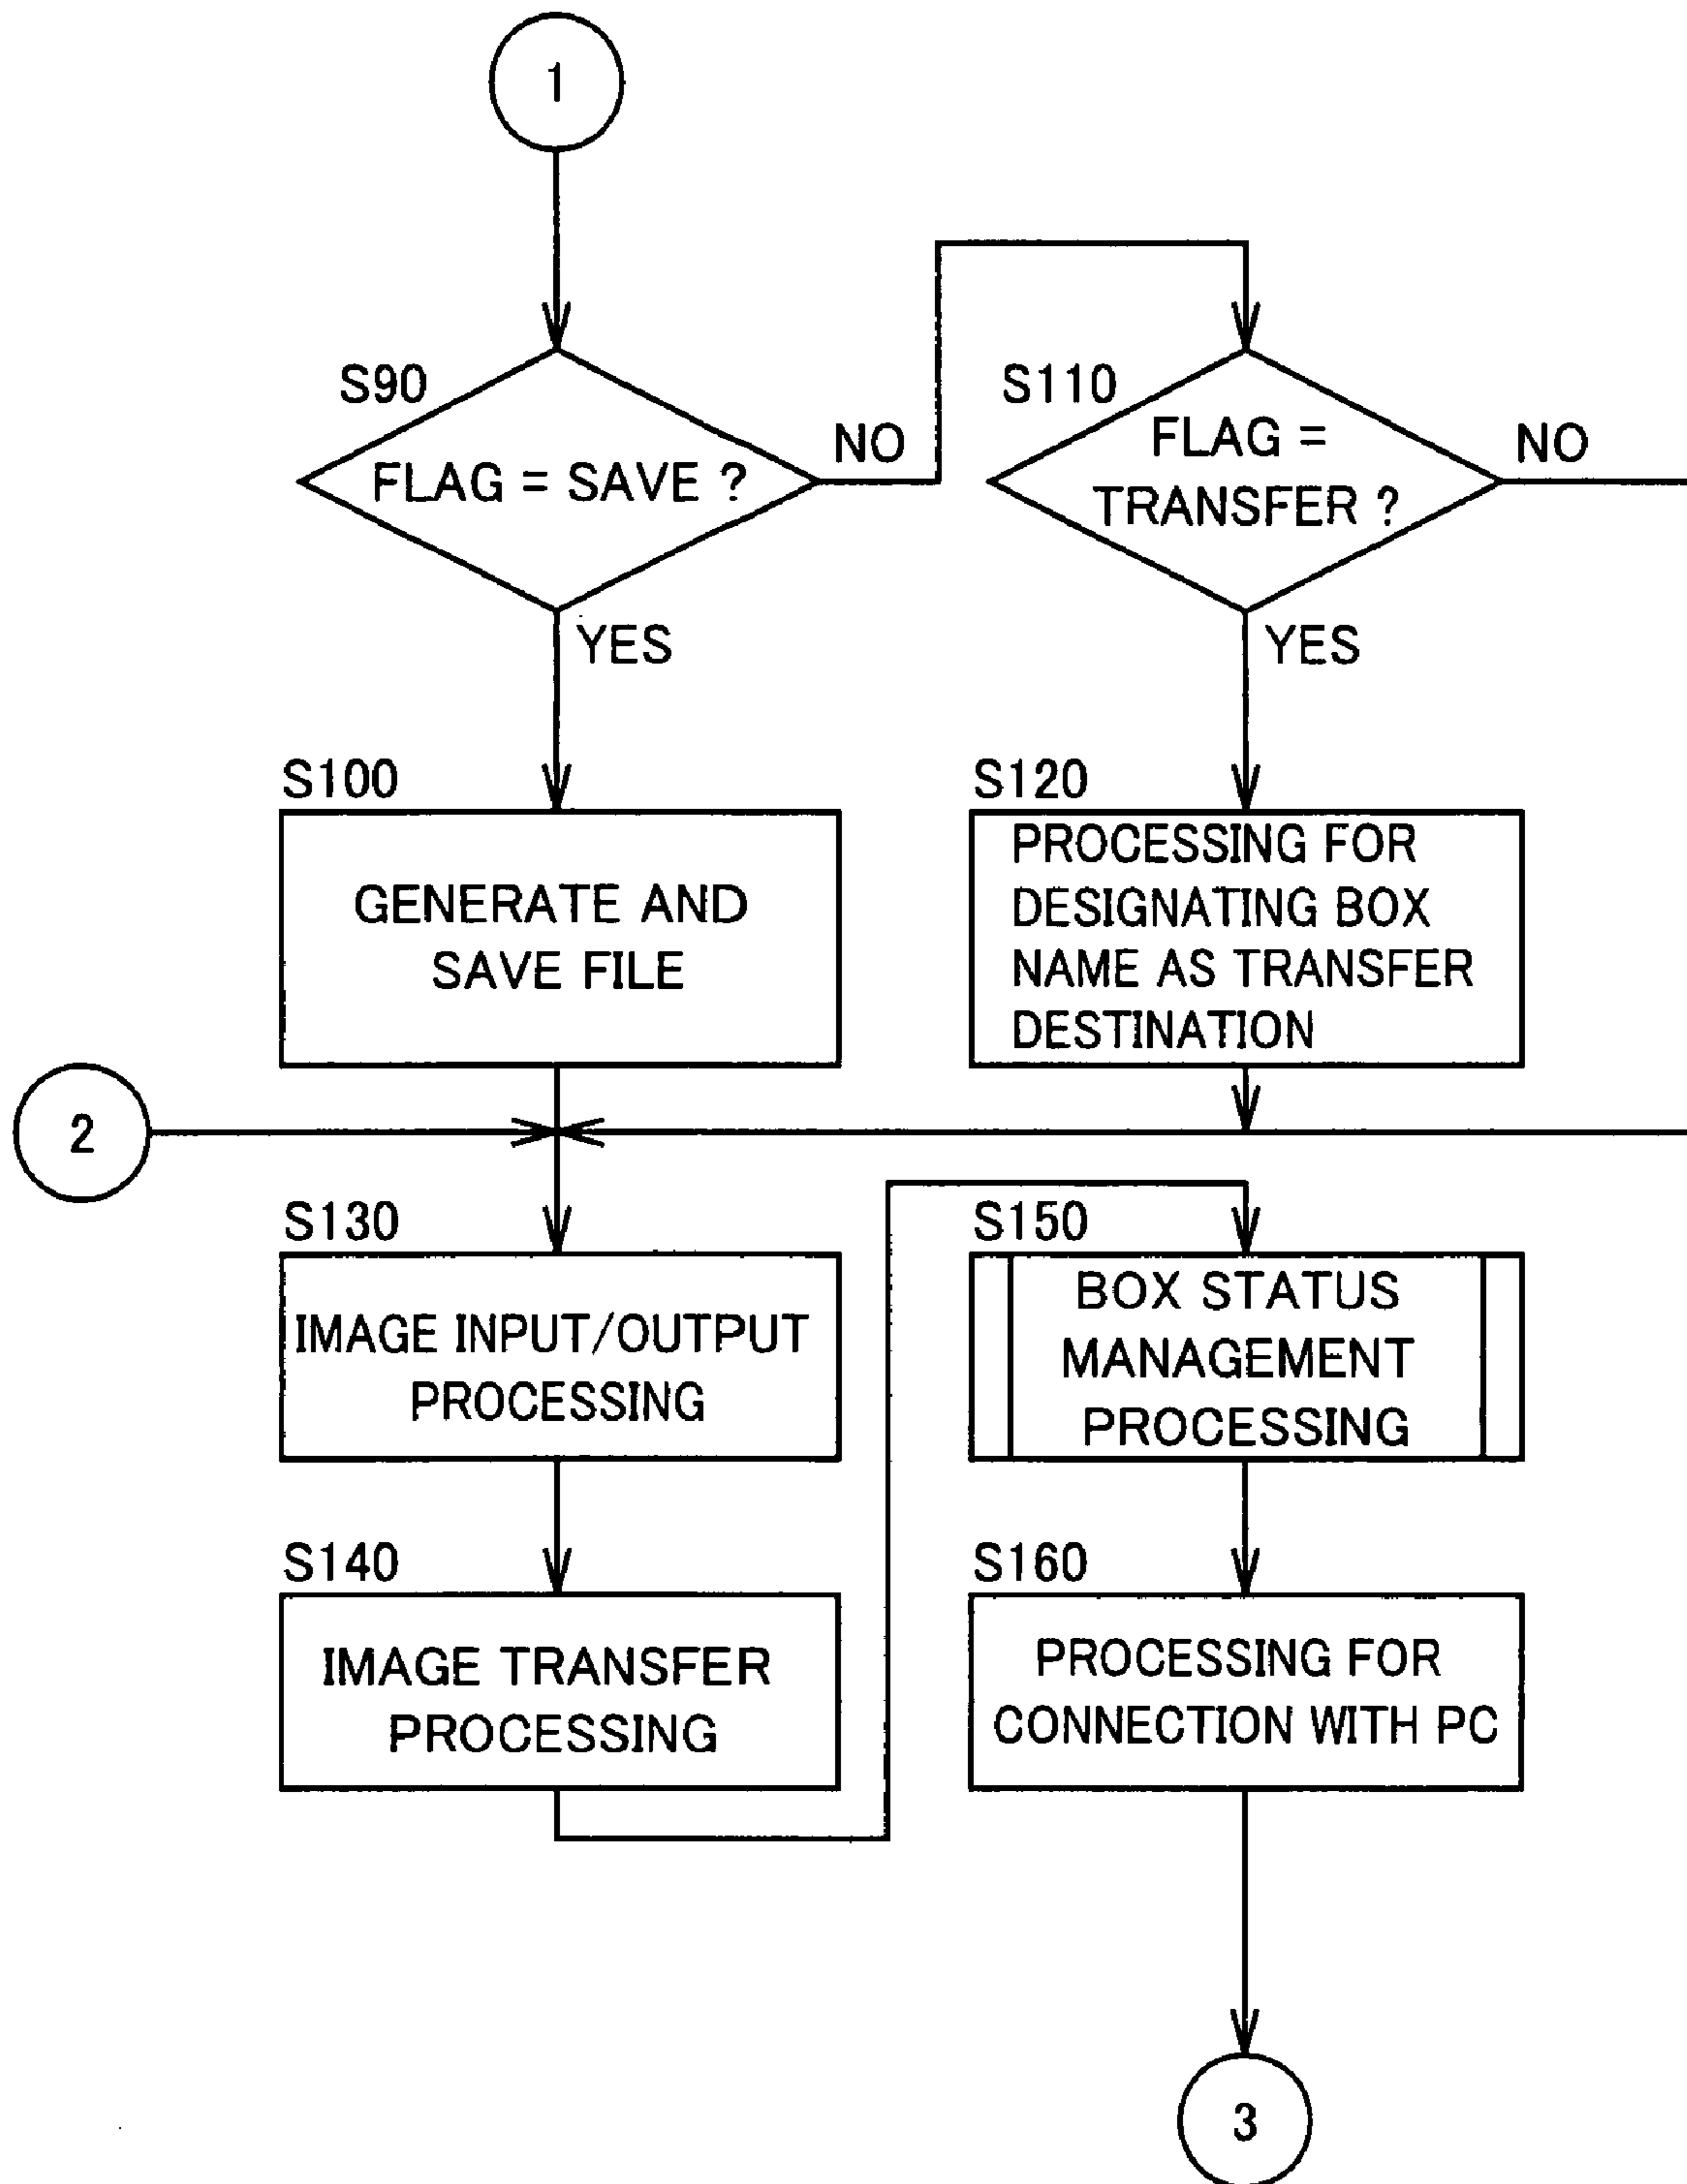 1
S90
FLAG = SAVE ?
NO
YES
S110
FLAG =
TRANSFER ?
NO
YES
S100
GENERATE AND
SAVE FILE
S120
PROCESSING FOR
DESIGNATING BOX
NAME AS TRANSFER
DESTINATION
2
S130
IMAGE INPUT/OUTPUT
PROCESSING
S140
IMAGE TRANSFER
PROCESSING
S150
BOX STATUS
MANAGEMENT
PROCESSING
S160
PROCESSING FOR
CONNECTION WITH PC
3